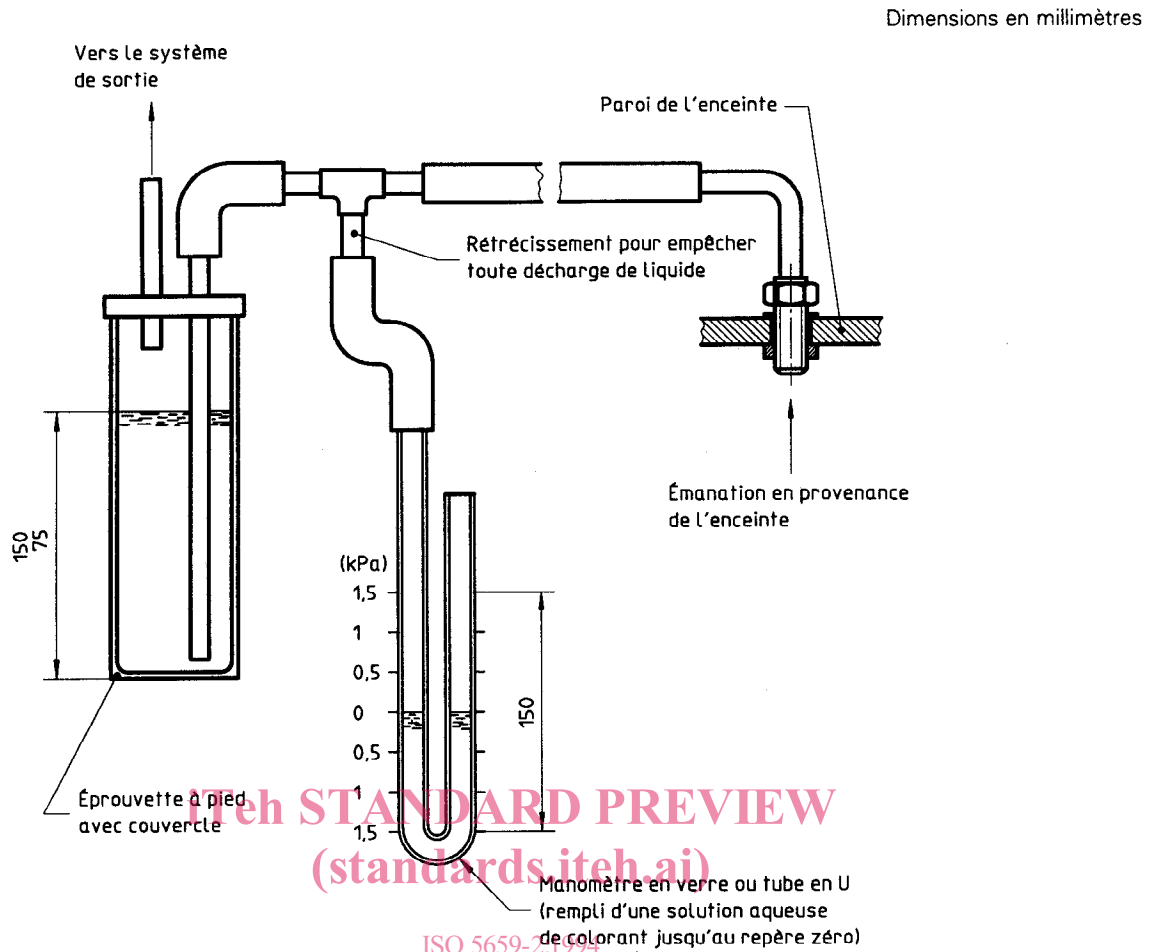 Dimensions en millimètres
Vers le système
de sortie
Paroi de l'enceinte
Rétrécissement pour empêcher
toute décharge de liquide
Émanation en provenance
de l'enceinte
150
75
(kPa)
1,5
1
0,5
0
0,5
1
1,5
150
Éprouvette à pied
avec couvercle
iTeh STANDARD PREVIEW
(standards.iteh.ai)
Manomètre en verre ou tube en U
(rempli d'une solution aqueuse
de colorant jusqu'au repère zéro)
ISO 5659-2:1994